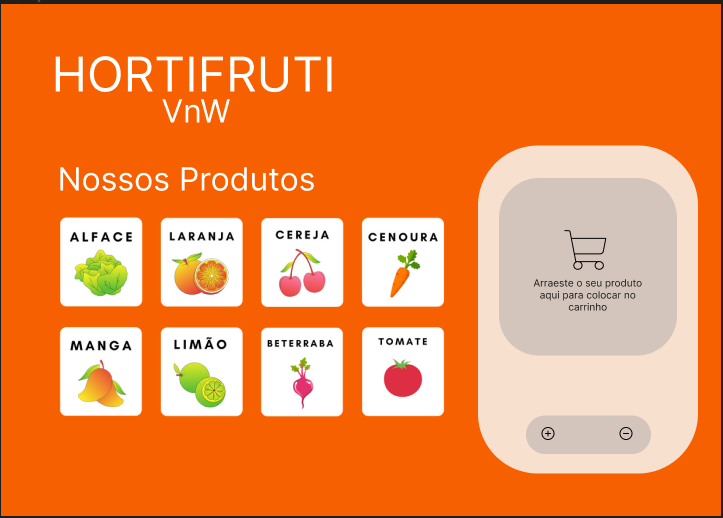 HORTIFRUTI
VnW
Nossos Produtos
ALFACE
LARANJA
CEREJA
CENOURA
MANGA
LIMÃO
BETERRABA
TOMATE
Arraeste o seu produto
aqui para colocar no
carrinho